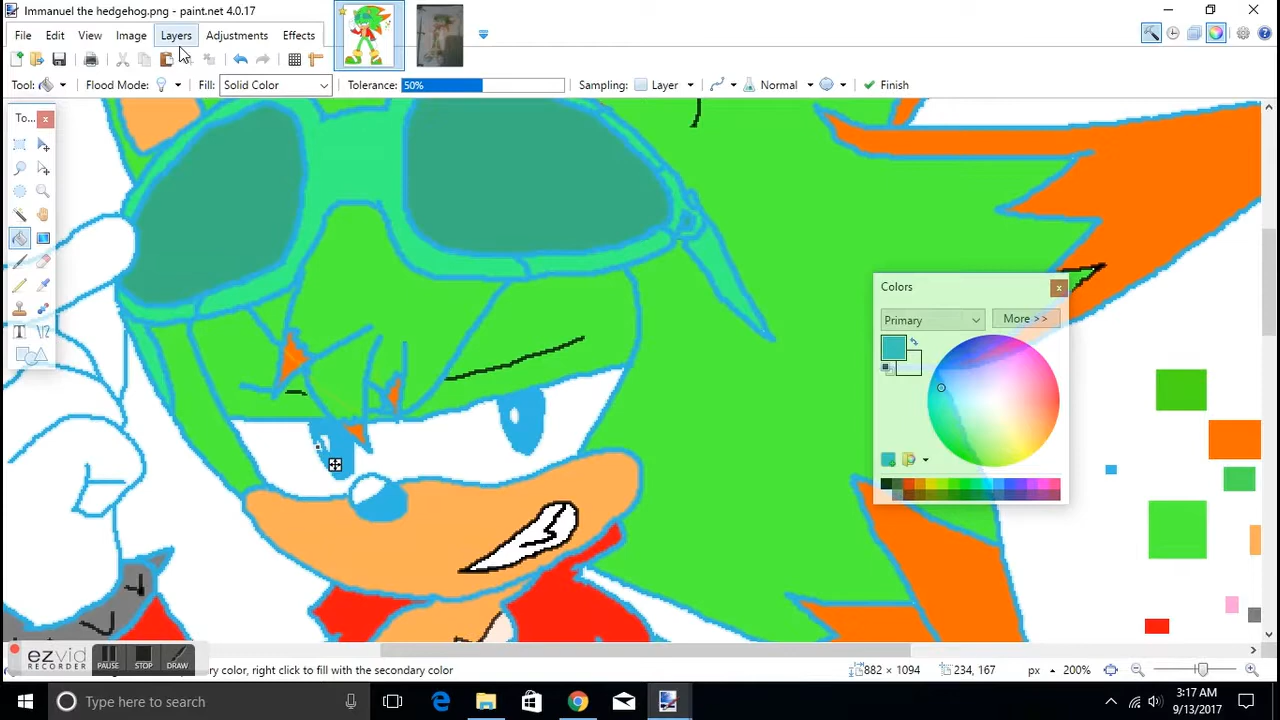 Immanuel the hedgehog.png - paint.net 4.0.17
File Edit View Image Layers Adjustments Effects
Tool: Flood Mode: Fill: Solid Color Tolerance: 50% Sampling: Layer Normal Finish
To...
Colors
Primary More >>
ezvid
RECORDER
PAUSE STOP DRAW
ary color, right click to fill with the secondary color
882 × 1094 234, 167 px 200%
Type here to search
3:17 AM
9/13/2017